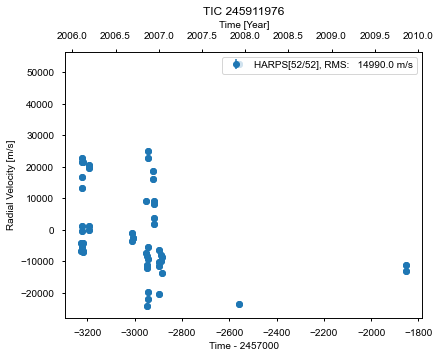 TIC 245911976
Time [Year]
2006.0 2006.5 2007.0 2007.5 2008.0 2008.5 2009.0 2009.5 2010.0
HARPS[52/52], RMS: 14990.0 m/s
50000
40000
30000
20000
10000
0
−10000
−20000
Radial Velocity [m/s]
−3200 −3000 −2800 −2600 −2400 −2200 −2000 −1800
Time - 2457000